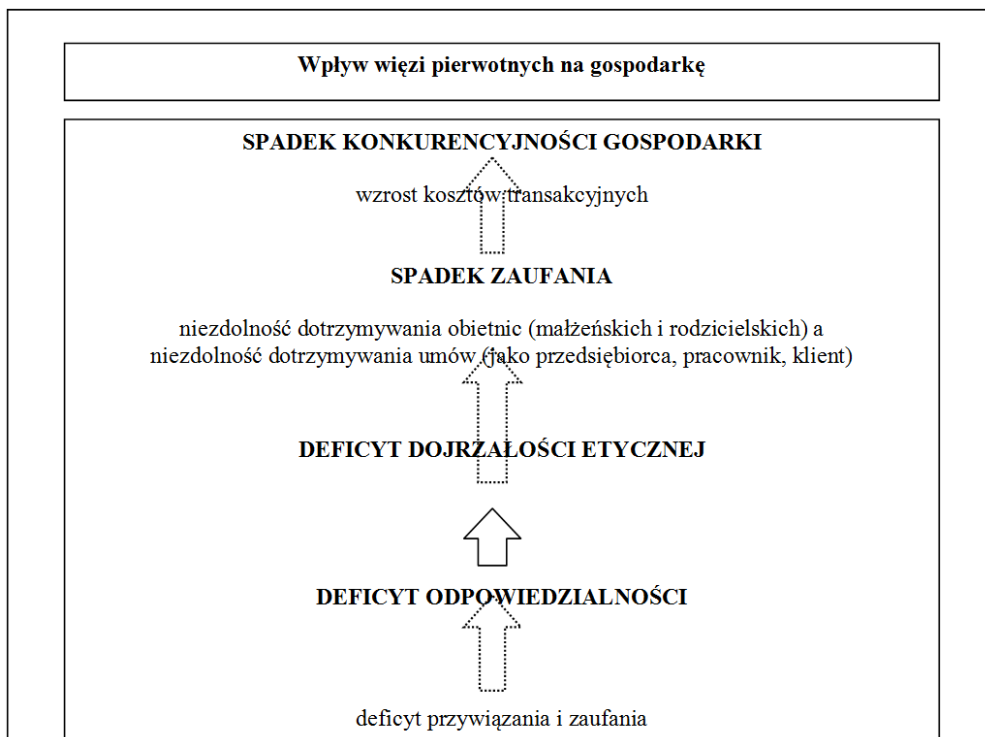 Wpływ więzi pierwotnych na gospodarkę
SPADEK KONKURENCYJNOŚCI GOSPODARKI
wzrost kosztów transakcyjnych
SPADEK ZAUFANIA
niezdolność dotrzymywania obietnic (małżeńskich i rodzicielskich) a
niezdolność dotrzymywania umów (jako przedsiębiorca, pracownik, klient)
DEFICYT DOJRZAŁOŚCI ETYCZNEJ
DEFICYT ODPOWIEDZIALNOŚCI
deficyt przywiązania i zaufania